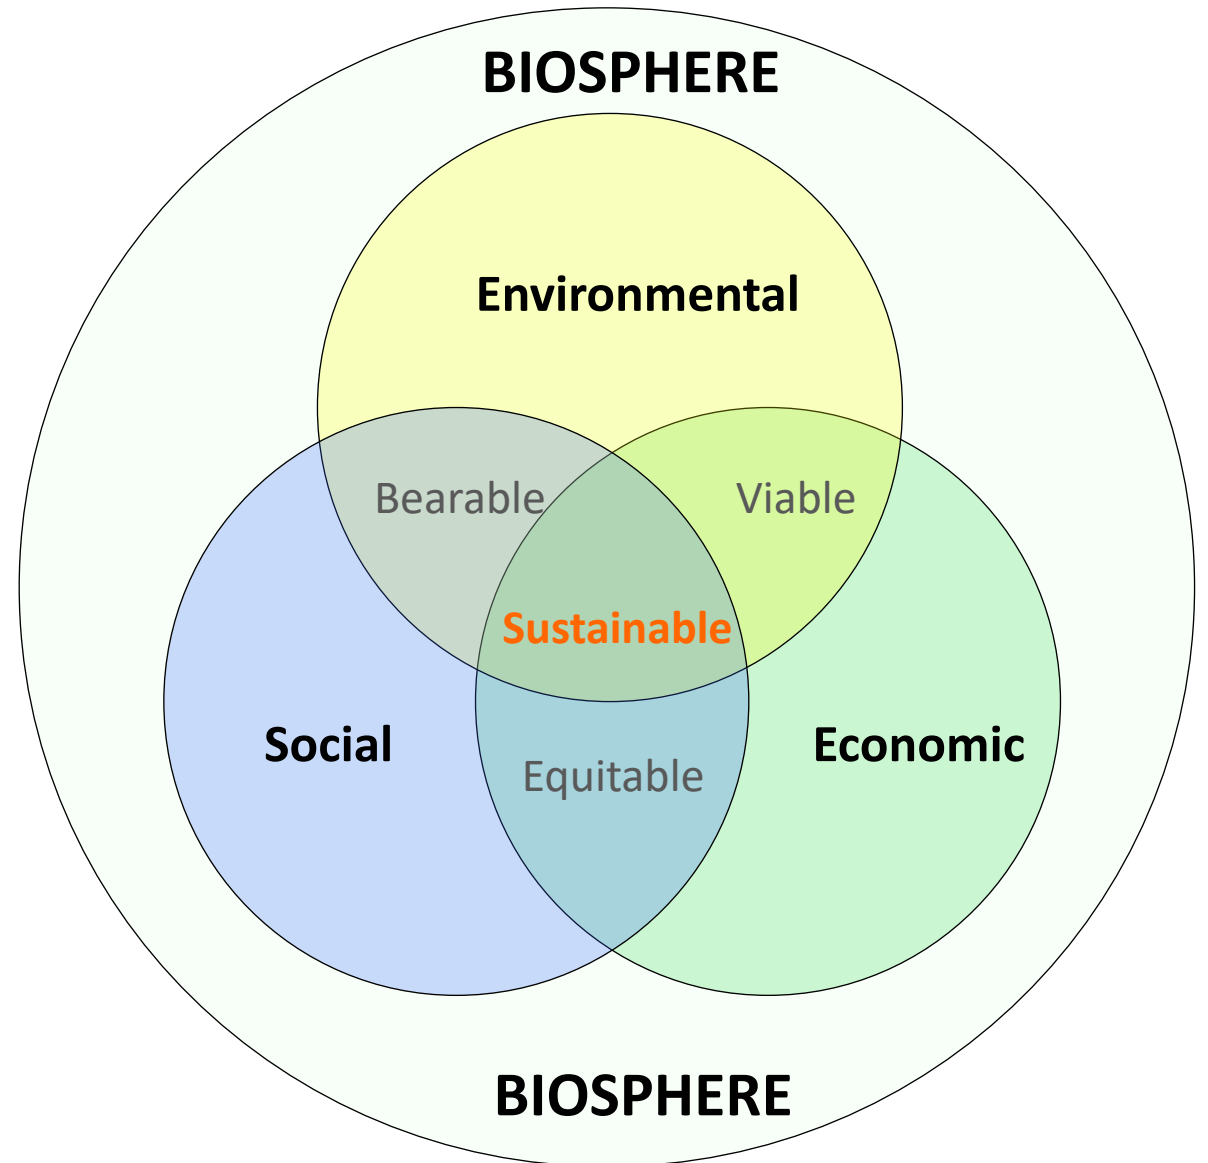 BIOSPHERE
Environmental
Bearable
Viable
Sustainable
Social
Economic
Equitable
BIOSPHERE